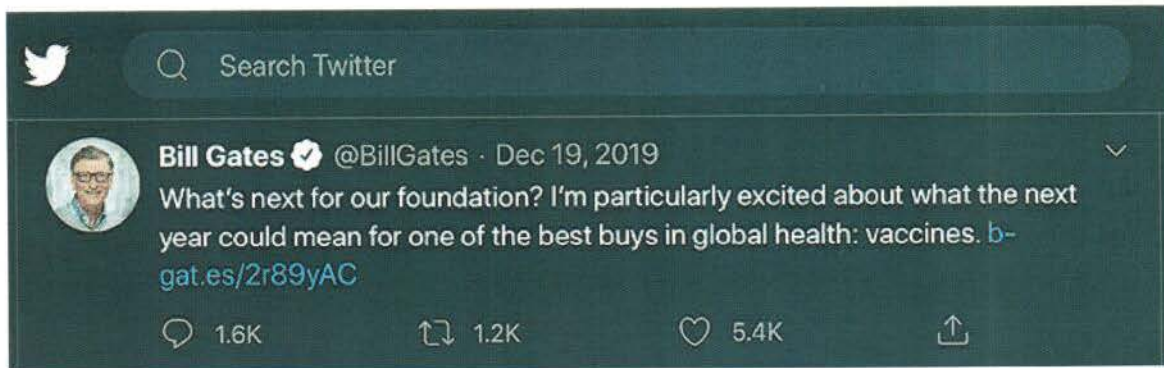 Search Twitter
Bill Gates @BillGates · Dec 19, 2019
What's next for our foundation? I'm particularly excited about what the next
year could mean for one of the best buys in global health: vaccines. b-
gat.es/2r89yAC
1.6K 1.2K 5.4K